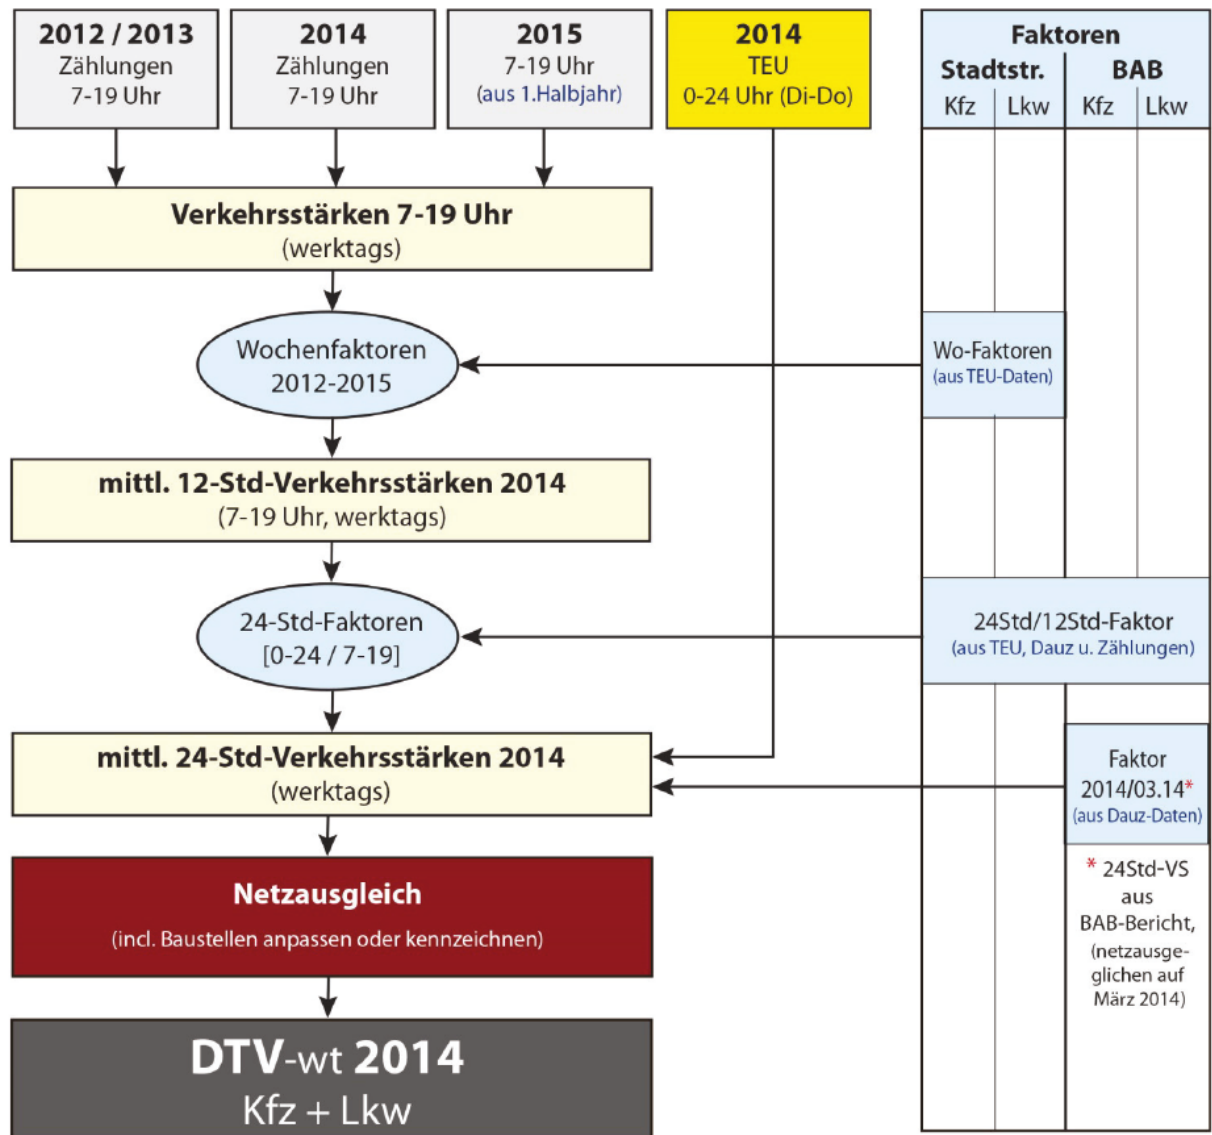 2012 / 2013
Zählungen
7-19 Uhr
2014
Zählungen
7-19 Uhr
2015
7-19 Uhr
(aus 1.Halbjahr)
2014
TEU
0-24 Uhr (Di-Do)
Faktoren
Stadtstr. BAB
Kfz Lkw Kfz Lkw
Verkehrsstärken 7-19 Uhr
(werktags)
Wochenfaktoren
2012-2015
Wo-Faktoren
(aus TEU-Daten)
mittl. 12-Std-Verkehrsstärken 2014
(7-19 Uhr, werktags)
24-Std-Faktoren
[0-24 / 7-19]
24Std/12Std-Faktor
(aus TEU, Dauz u. Zählungen)
mittl. 24-Std-Verkehrsstärken 2014
(werktags)
Faktor
2014/03.14*
(aus Dauz-Daten)
* 24Std-VS
aus
BAB-Bericht,
(netzausge-
glichen auf
März 2014)
Netzausgleich
(incl. Baustellen anpassen oder kennzeichnen)
DTV-wt 2014
Kfz + Lkw